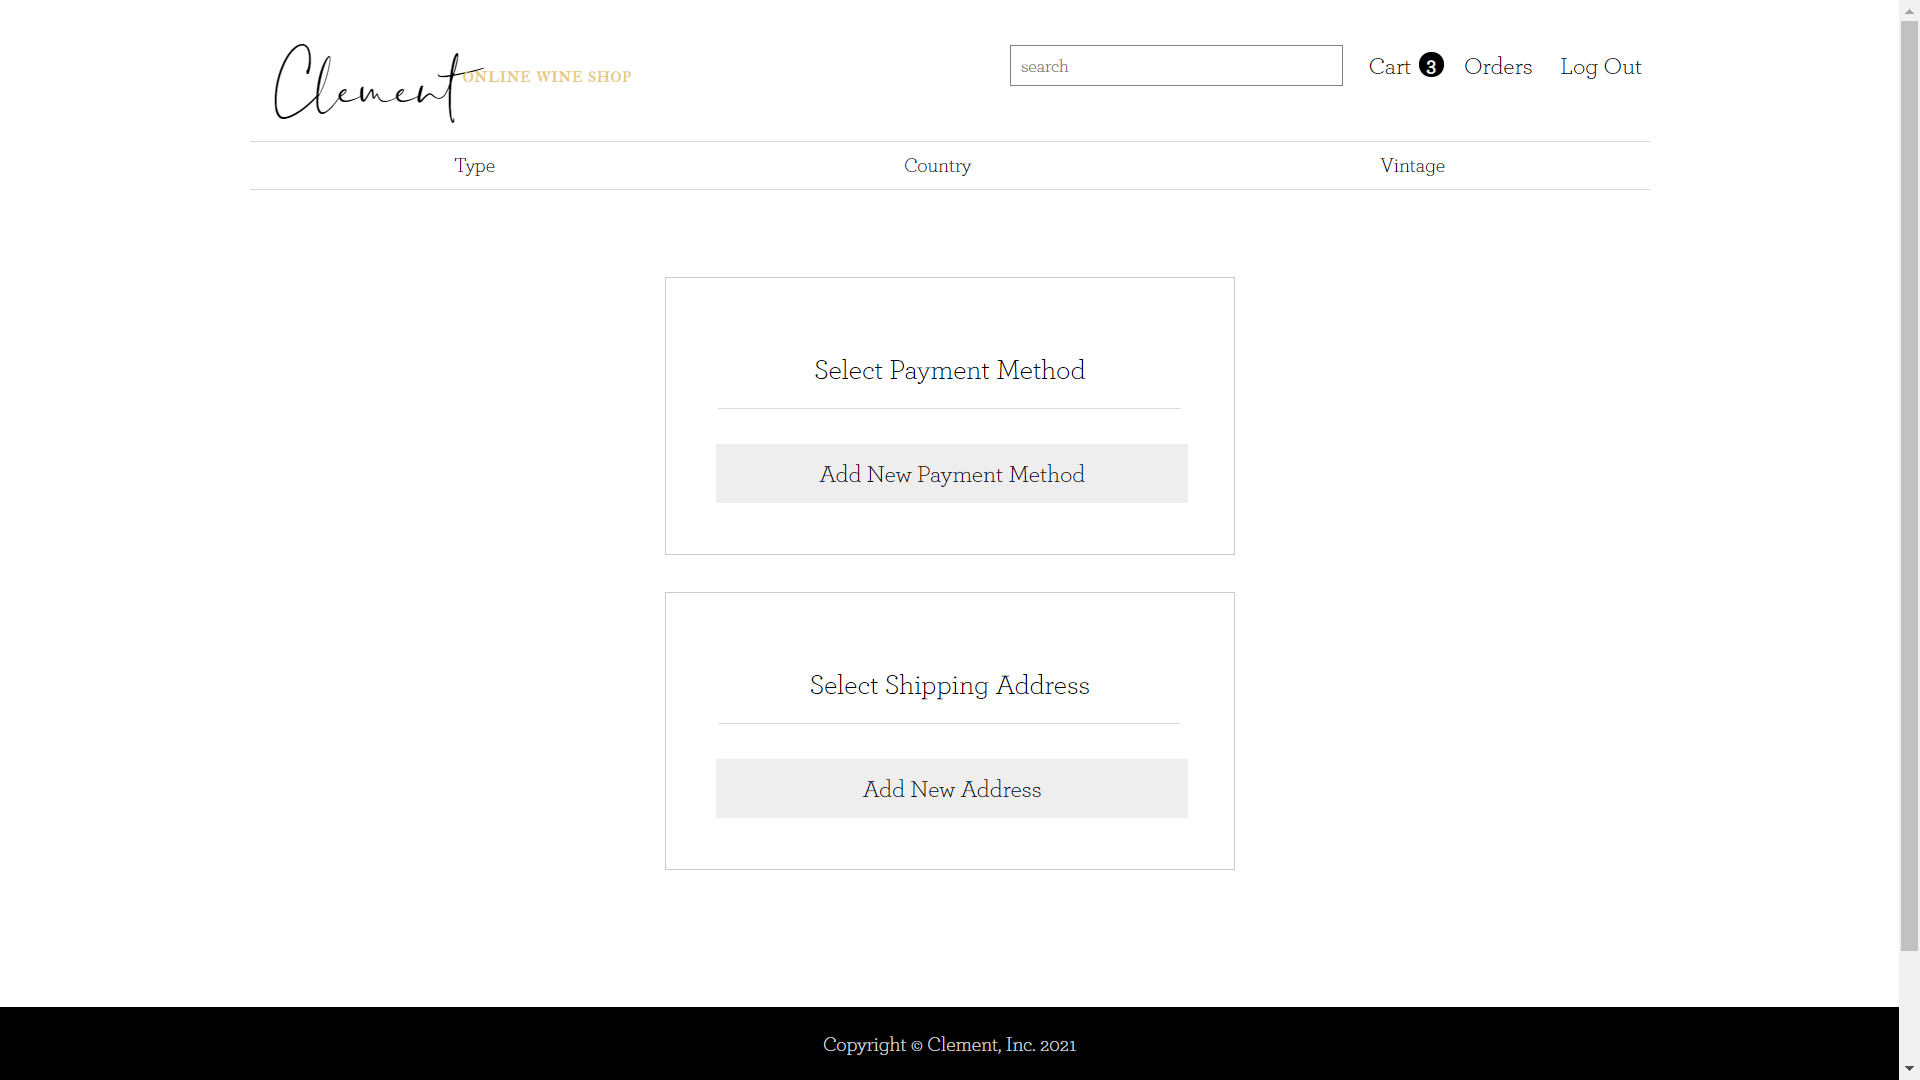 Clement ONLINE WINE SHOP
search
Cart 3 Orders Log Out
Type Country Vintage
Select Payment Method
Add New Payment Method
Select Shipping Address
Add New Address
Copyright © Clement, Inc. 2021